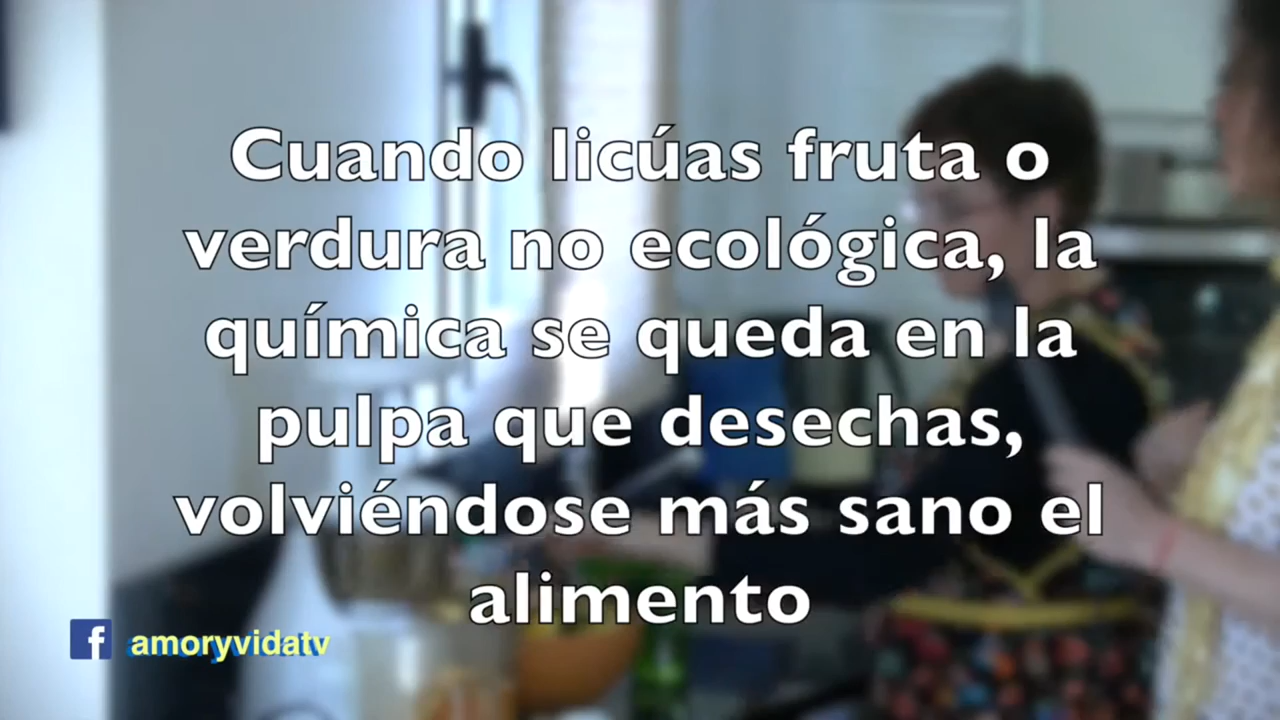 Cuando licúas fruta o
verdura no ecológica, la
química se queda en la
pulpa que desechas,
volviéndose más sano el
alimento
f amoryvidatv